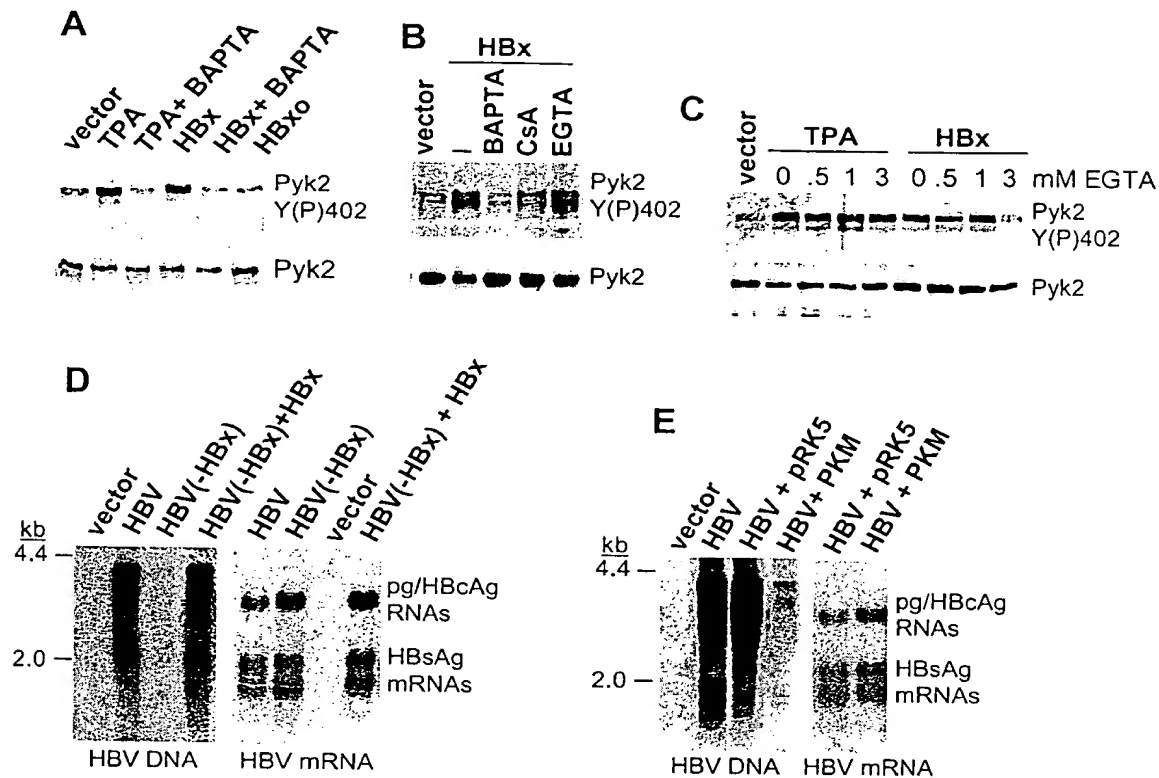 A
vector
TPA
TPA+ BAPTA
HBx
HBx+ BAPTA
HBxo
Pyk2
Y(P)402
Pyk2
B
HBx
vector
–
BAPTA
CsA
EGTA
Pyk2
Y(P)402
Pyk2
C
vector
TPA
HBx
0 .5 1 3 0 .5 1 3 mM EGTA
Pyk2
Y(P)402
Pyk2
D
vector
HBV
HBV(-HBx)
HBV(-HBx)+HBx
HBV
HBV(-HBx)
vector
HBV(-HBx) + HBx
kb
4.4
2.0
pg/HBcAg
RNAs
HBsAg
mRNAs
HBV DNA
HBV mRNA
E
vector
HBV
HBV + pRK5
HBV+ PKM
HBV + pRK5
HBV + PKM
kb
4.4
2.0
pg/HBcAg
RNAs
HBsAg
mRNAs
HBV DNA
HBV mRNA